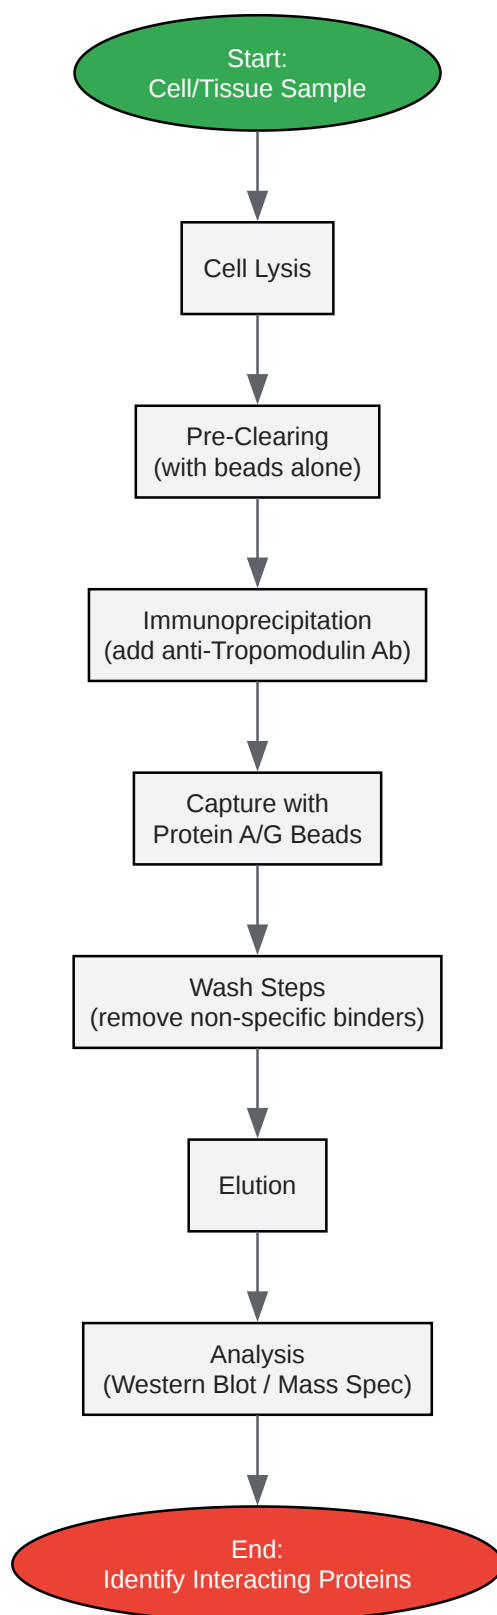 Start:
Cell/Tissue Sample
Cell Lysis
Pre-Clearing
(with beads alone)
Immunoprecipitation
(add anti-Tropomodulin Ab)
Capture with
Protein A/G Beads
Wash Steps
(remove non-specific binders)
Elution
Analysis
(Western Blot / Mass Spec)
End:
Identify Interacting Proteins